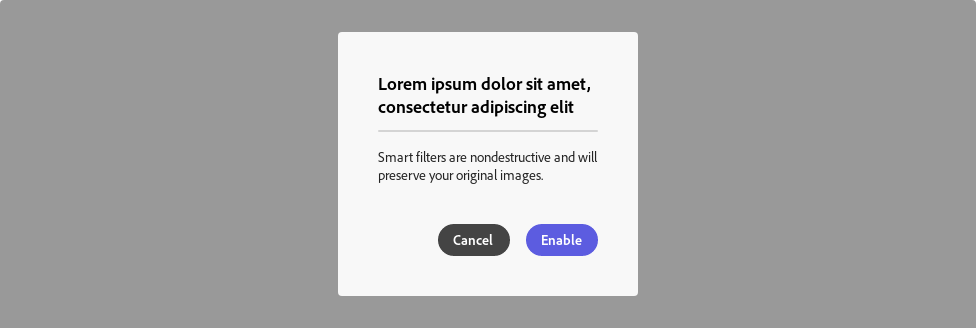 Lorem ipsum dolor sit amet,
consectetur adipiscing elit
Smart filters are nondestructive and will
preserve your original images.
Cancel
Enable